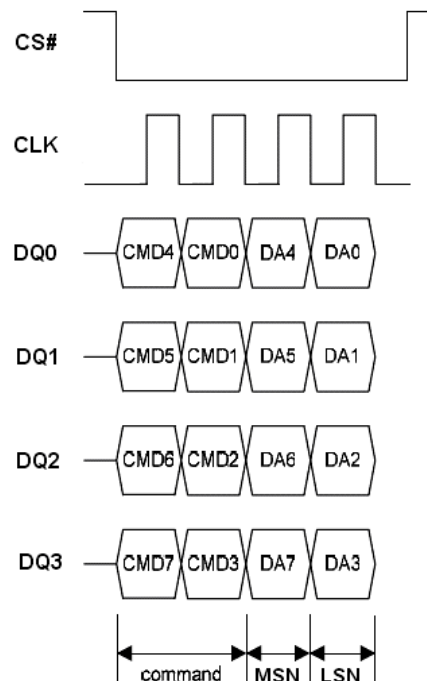 CS#
CLK
DQ0 CMD4 CMD0 DA4 DA0
DQ1 CMD5 CMD1 DA5 DA1
DQ2 CMD6 CMD2 DA6 DA2
DQ3 CMD7 CMD3 DA7 DA3
command MSN LSN